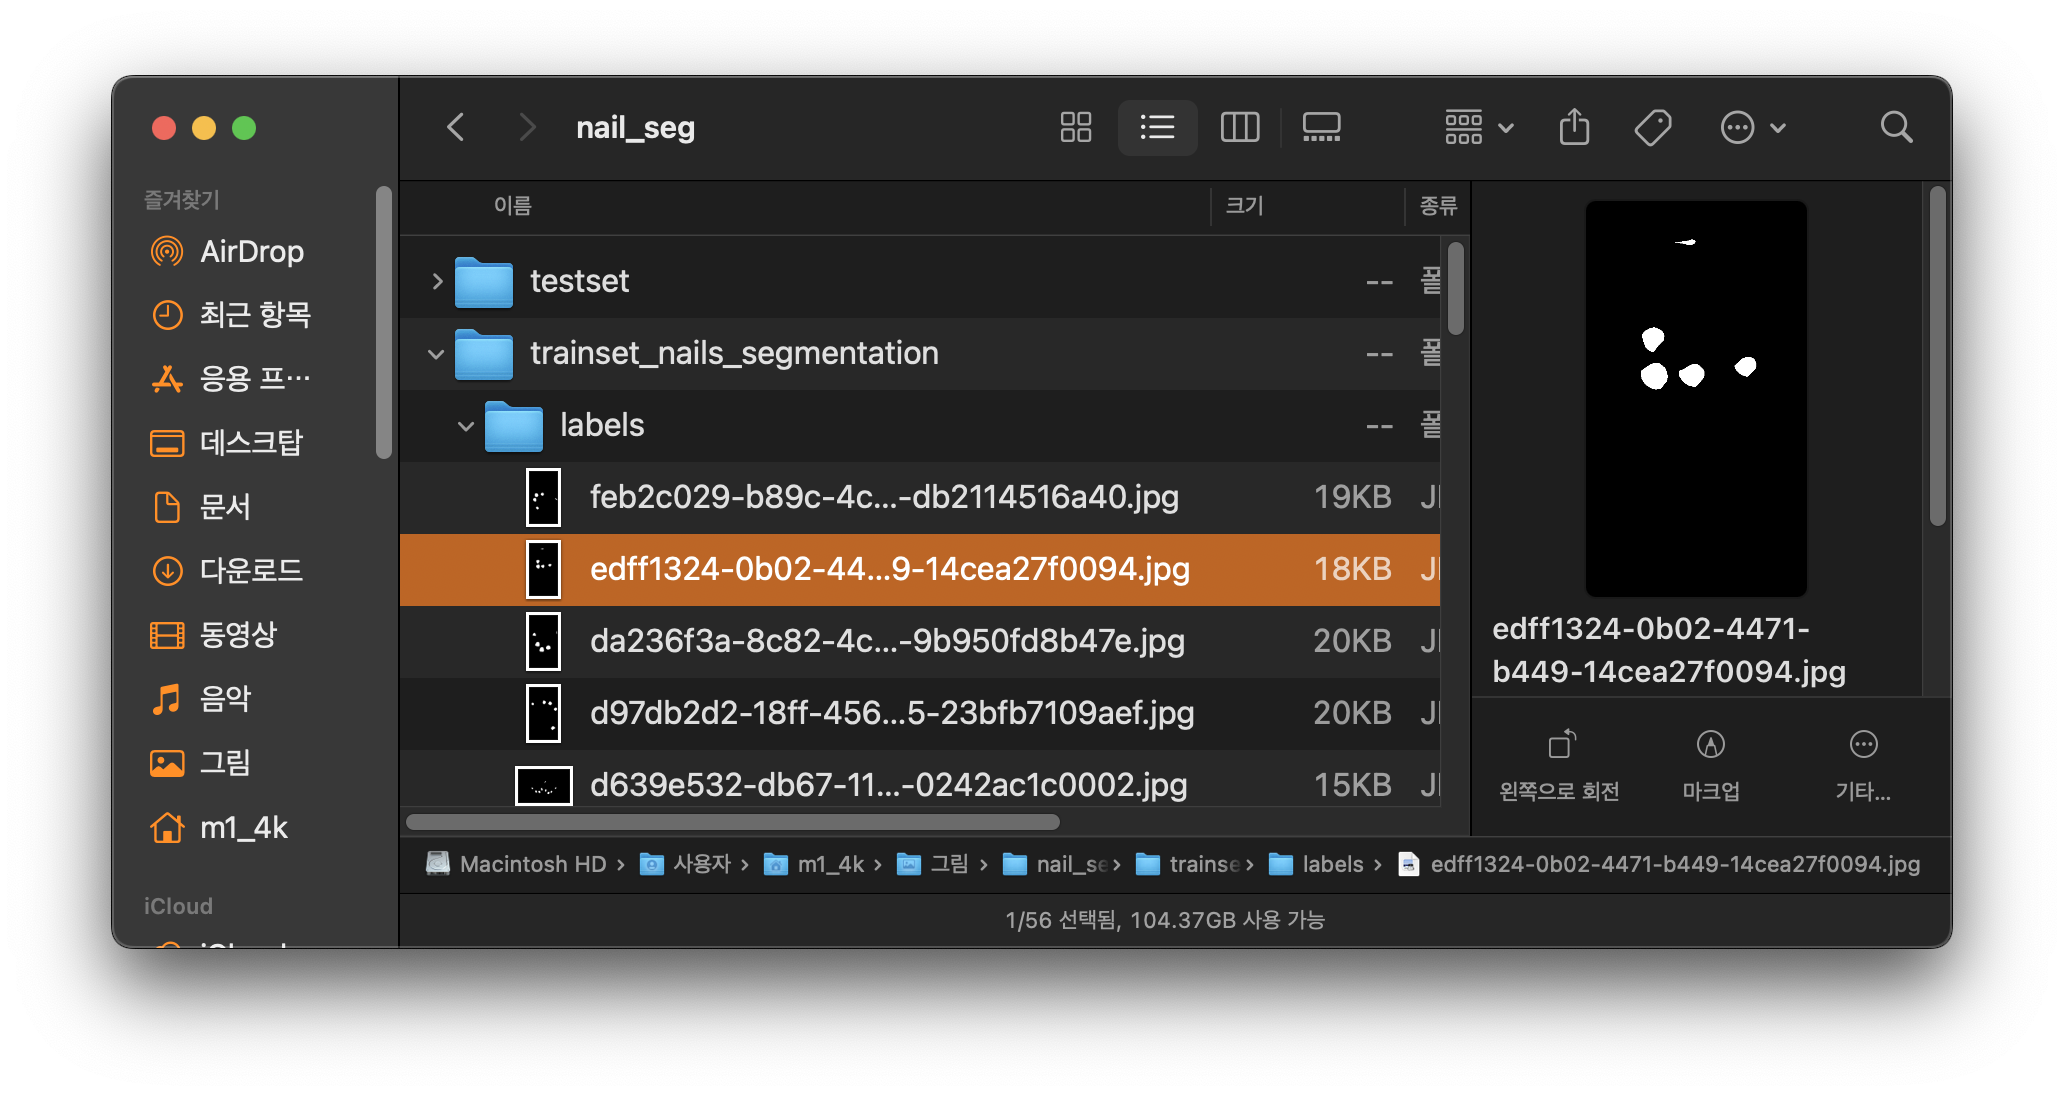 nail_seg
즐겨찾기
AirDrop
최근 항목
응용 프…
데스크탑
문서
다운로드
동영상
음악
그림
m1_4k
iCloud
이름 크기 종류
testset --
trainset_nails_segmentation --
labels --
feb2c029-b89c-4c...-db2114516a40.jpg 19KB
edff1324-0b02-44...9-14cea27f0094.jpg 18KB
da236f3a-8c82-4c...-9b950fd8b47e.jpg 20KB
d97db2d2-18ff-456...5-23bfb7109aef.jpg 20KB
d639e532-db67-11...-0242ac1c0002.jpg 15KB
edff1324-0b02-4471-
b449-14cea27f0094.jpg
왼쪽으로 회전 마크업 기타...
Macintosh HD › 사용자 › m1_4k › 그림 › nail_se › trainse › labels › edff1324-0b02-4471-b449-14cea27f0094.jpg
1/56 선택됨, 104.37GB 사용 가능